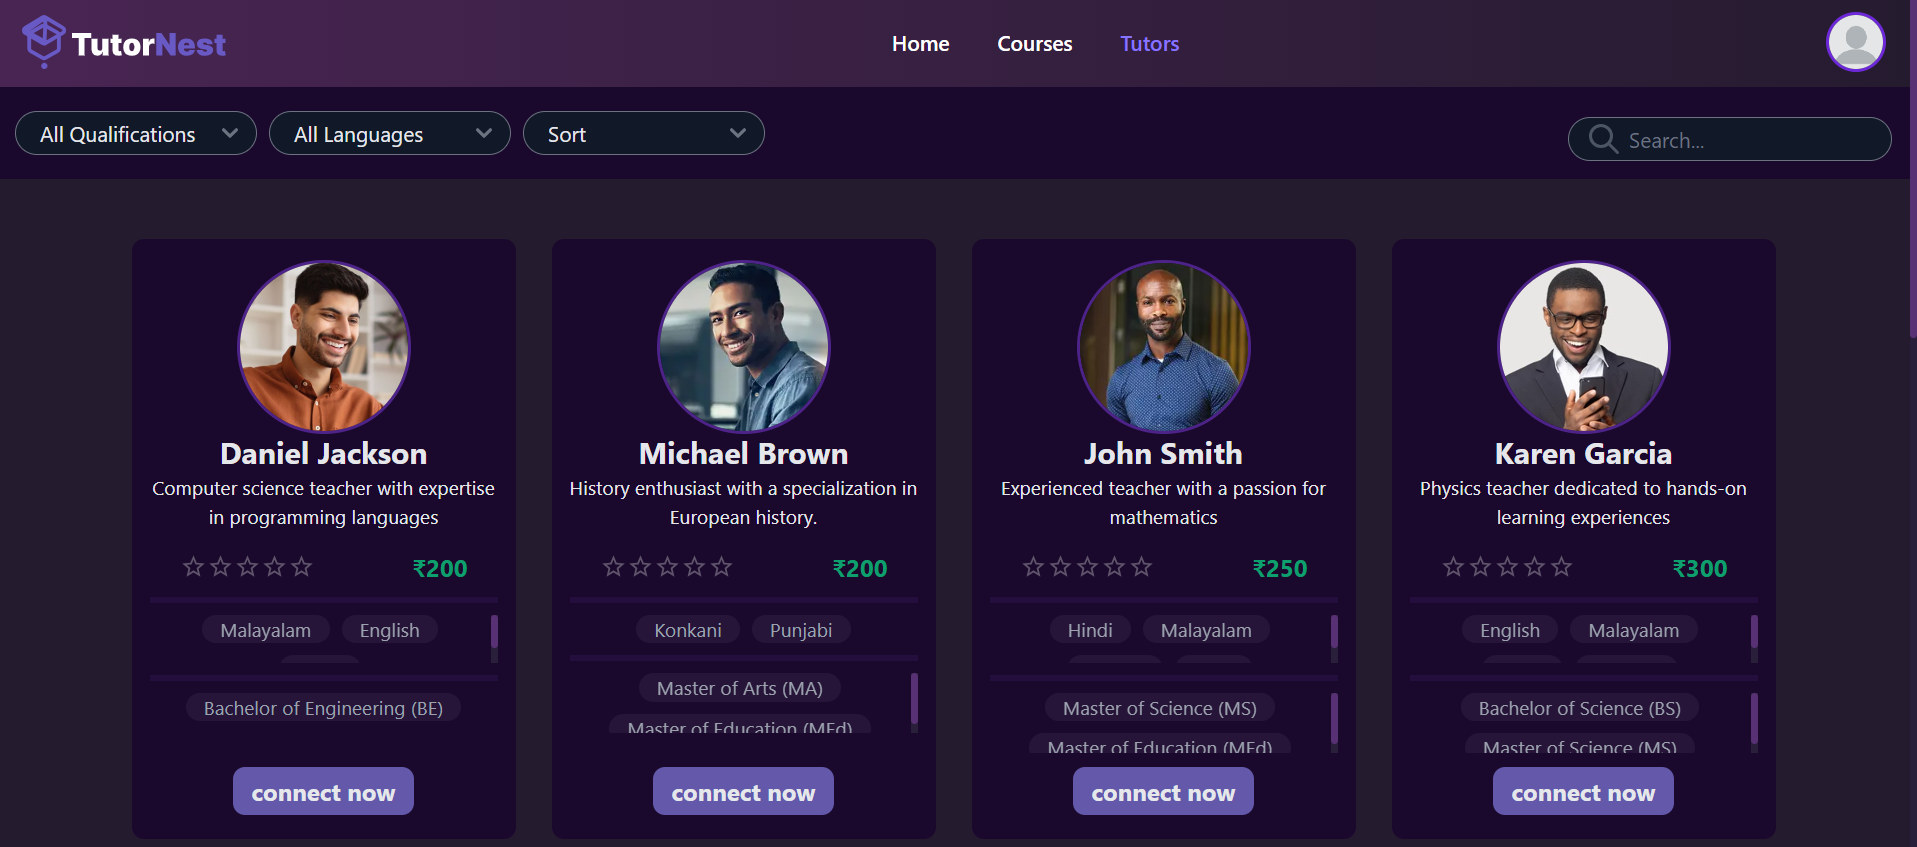 TutorNest
Home
Courses
Tutors
All Qualifications
All Languages
Sort
Search...
Daniel Jackson
Computer science teacher with expertise
in programming languages
₹200
Malayalam
English
Bachelor of Engineering (BE)
connect now
Michael Brown
History enthusiast with a specialization in
European history.
₹200
Konkani
Punjabi
Master of Arts (MA)
Master of Education (MEd)
connect now
John Smith
Experienced teacher with a passion for
mathematics
₹250
Hindi
Malayalam
Master of Science (MS)
Master of Education (MEd)
connect now
Karen Garcia
Physics teacher dedicated to hands-on
learning experiences
₹300
English
Malayalam
Bachelor of Science (BS)
Master of Science (MS)
connect now